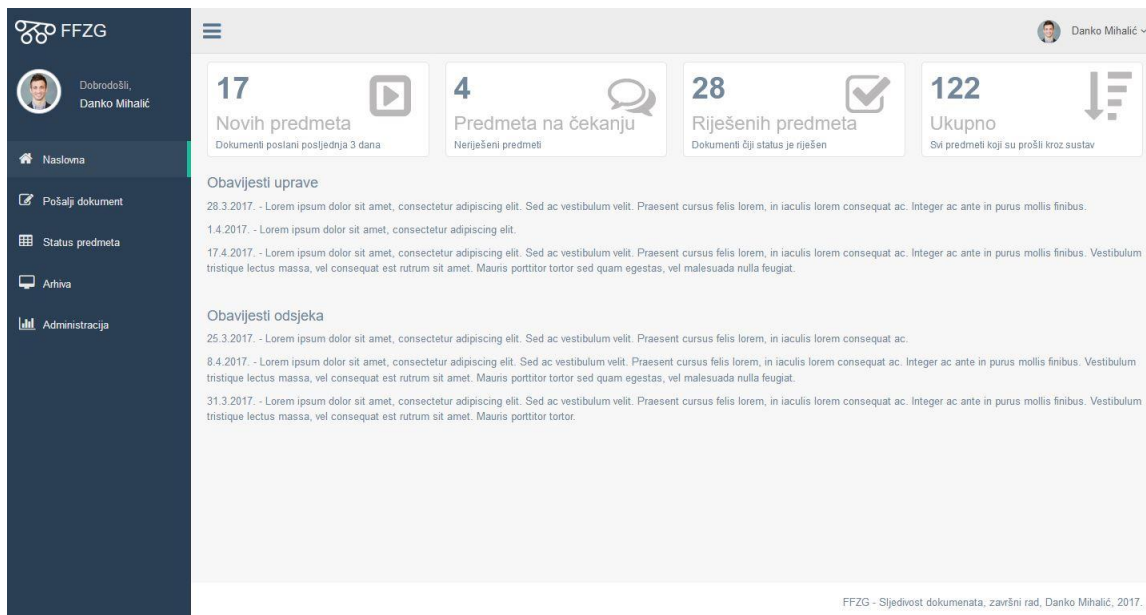 FFZG
Danko Mihalić
Dobrodošli,
Danko Mihalić
Naslovna
Pošalji dokument
Status predmeta
Arhiva
Administracija
17
Novih predmeta
Dokumenti poslani posljednja 3 dana
4
Predmeta na čekanju
Neriješeni predmeti
28
Riješenih predmeta
Dokumenti čiji status je riješen
122
Ukupno
Svi predmeti koji su prošli kroz sustav
Obavijesti uprave
28.3.2017. - Lorem ipsum dolor sit amet, consectetur adipiscing elit. Sed ac vestibulum velit. Praesent cursus felis lorem, in iaculis lorem consequat ac. Integer ac ante in purus mollis finibus.
1.4.2017. - Lorem ipsum dolor sit amet, consectetur adipiscing elit.
17.4.2017. - Lorem ipsum dolor sit amet, consectetur adipiscing elit. Sed ac vestibulum velit. Praesent cursus felis lorem, in iaculis lorem consequat ac. Integer ac ante in purus mollis finibus. Vestibulum
tristique lectus massa, vel consequat est rutrum sit amet. Mauris porttitor tortor sed quam egestas, vel malesuada nulla feugiat.
Obavijesti odsjeka
25.3.2017. - Lorem ipsum dolor sit amet, consectetur adipiscing elit. Sed ac vestibulum velit. Praesent cursus felis lorem, in iaculis lorem consequat ac.
8.4.2017. - Lorem ipsum dolor sit amet, consectetur adipiscing elit. Sed ac vestibulum velit. Praesent cursus felis lorem, in iaculis lorem consequat ac. Integer ac ante in purus mollis finibus. Vestibulum
tristique lectus massa, vel consequat est rutrum sit amet. Mauris porttitor tortor sed quam egestas, vel malesuada nulla feugiat.
31.3.2017. - Lorem ipsum dolor sit amet, consectetur adipiscing elit. Sed ac vestibulum velit. Praesent cursus felis lorem, in iaculis lorem consequat ac. Integer ac ante in purus mollis finibus. Vestibulum
tristique lectus massa, vel consequat est rutrum sit amet. Mauris porttitor tortor.
FFZG - Sljedivost dokumenata, završni rad, Danko Mihalić, 2017.